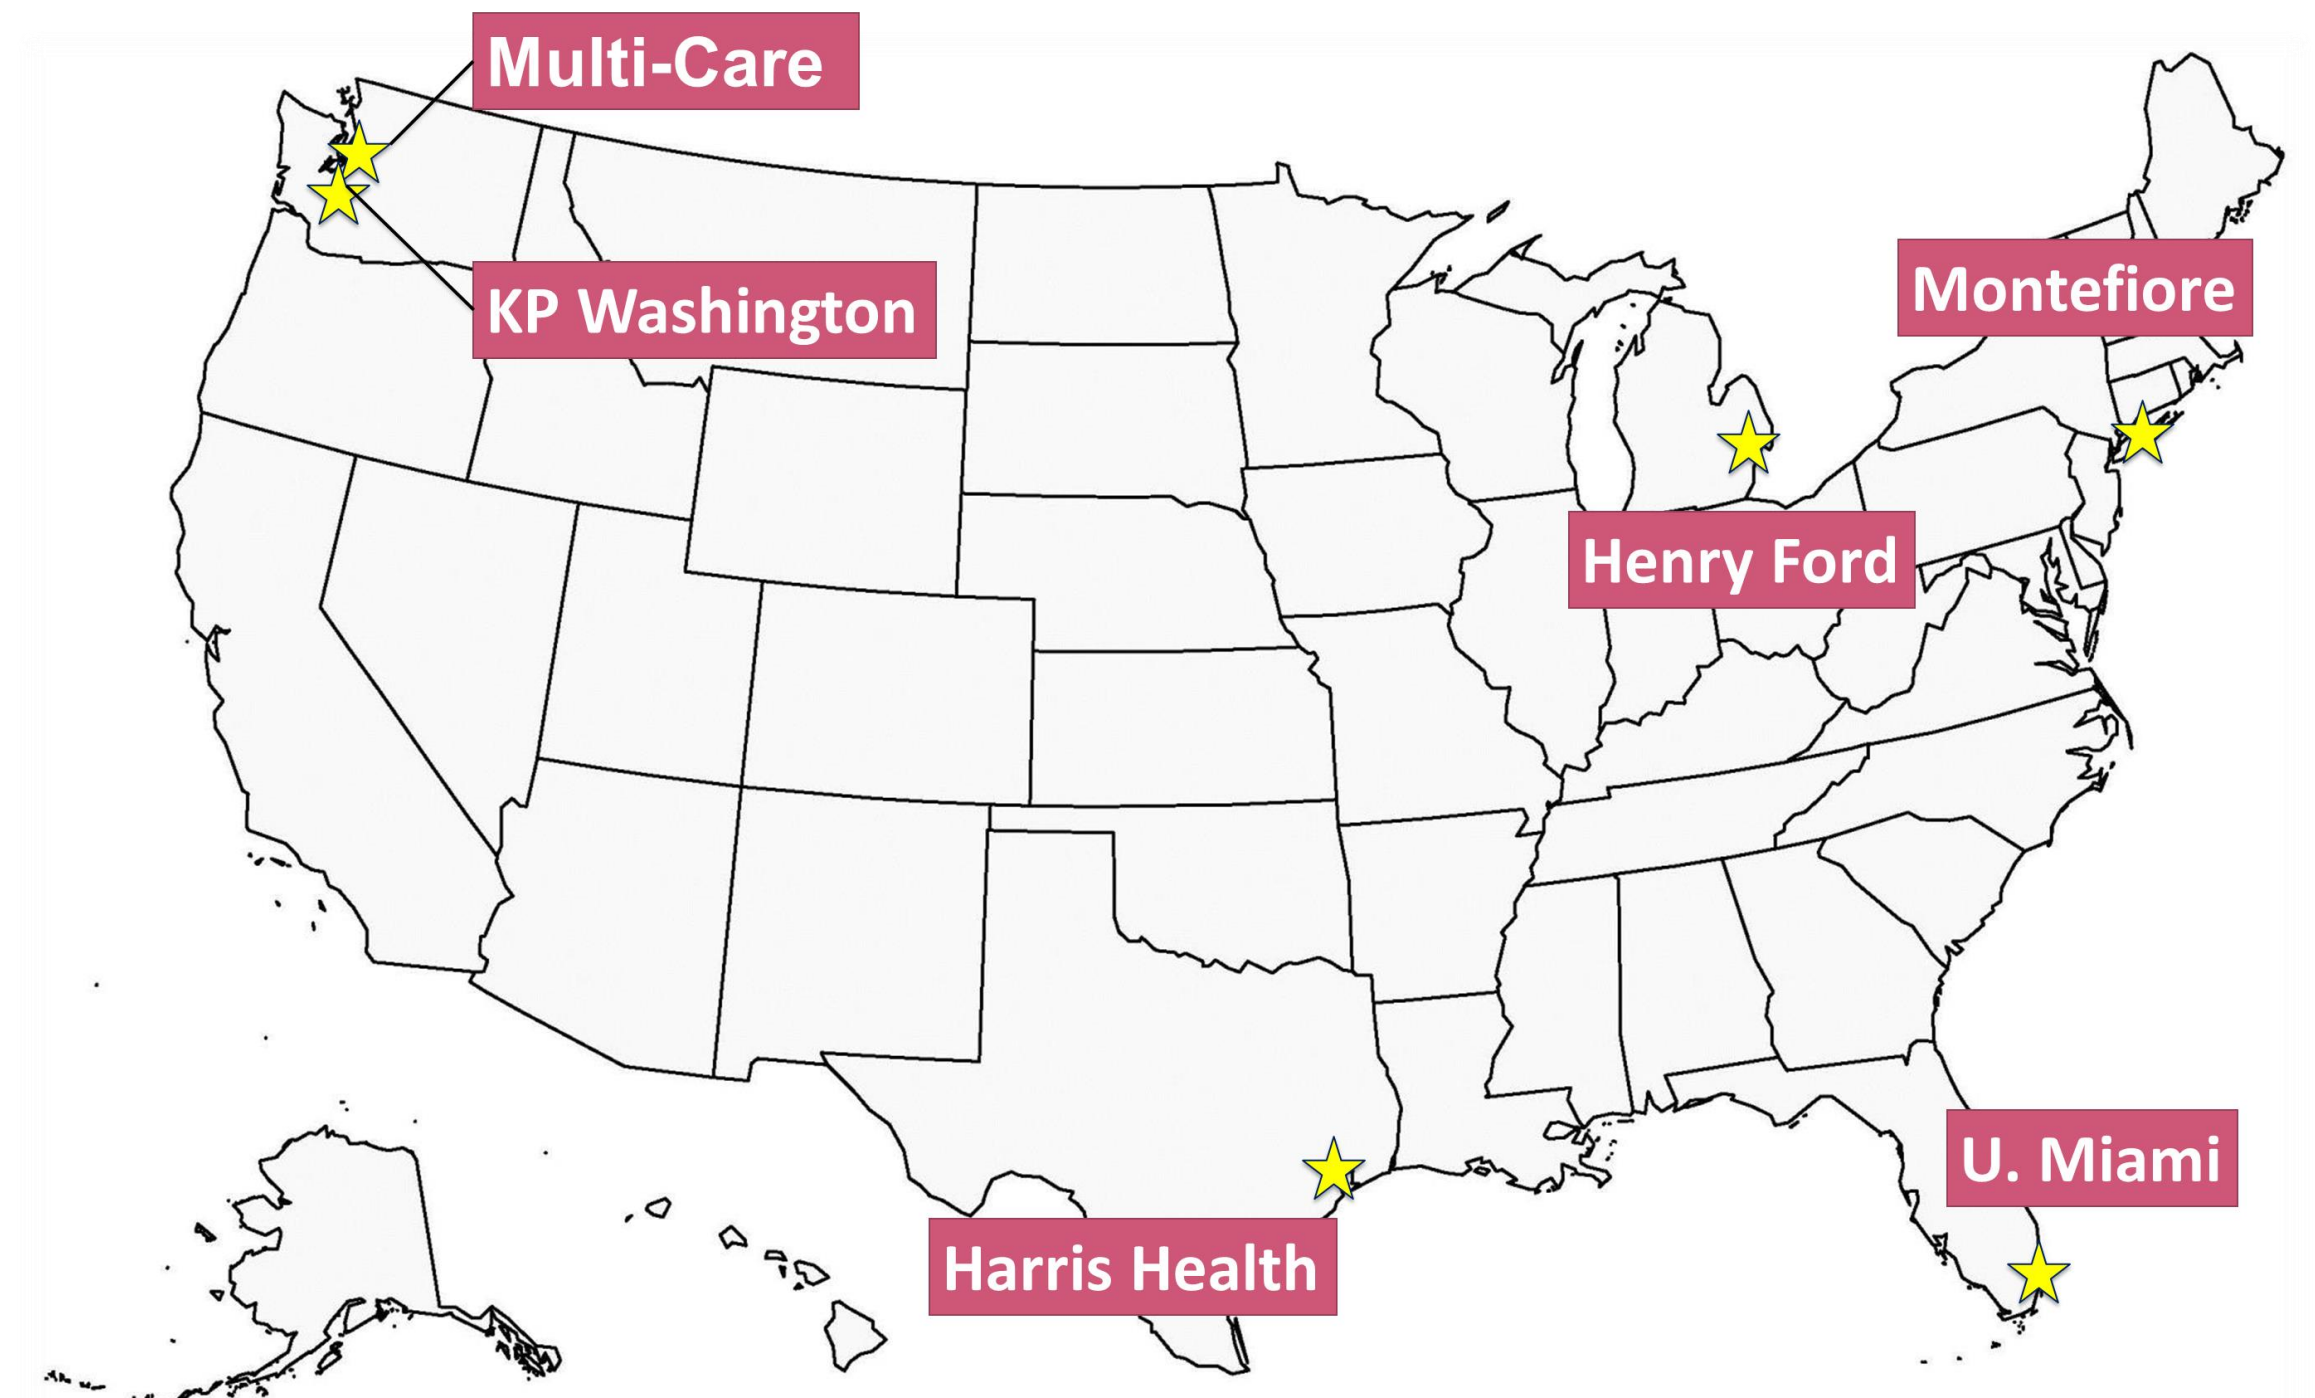 Multi-Care
KP Washington
Montefiore
Henry Ford
U. Miami
Harris Health